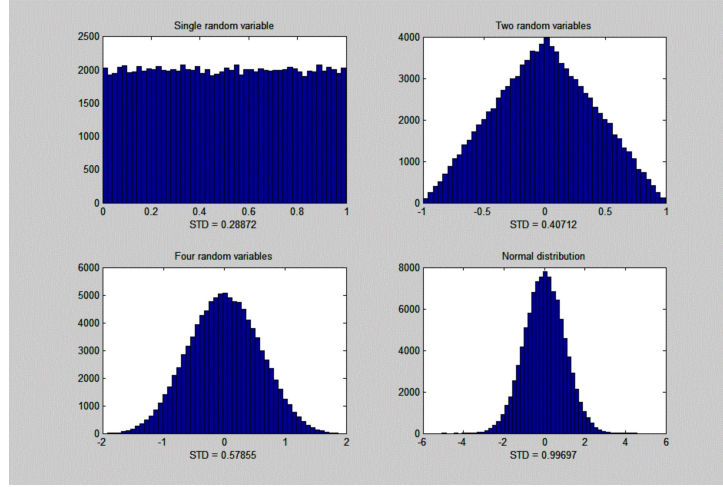 Single random variable
2500
2000
1500
1000
500
0
0 0.2 0.4 0.6 0.8 1
STD = 0.28872
Two random variables
4000
3000
2000
1000
0
-1 -0.5 0 0.5 1
STD = 0.40712
Four random variables
6000
5000
4000
3000
2000
1000
0
-2 -1 0 1 2
STD = 0.57855
Normal distribution
8000
6000
4000
2000
0
-6 -4 -2 0 2 4 6
STD = 0.99697